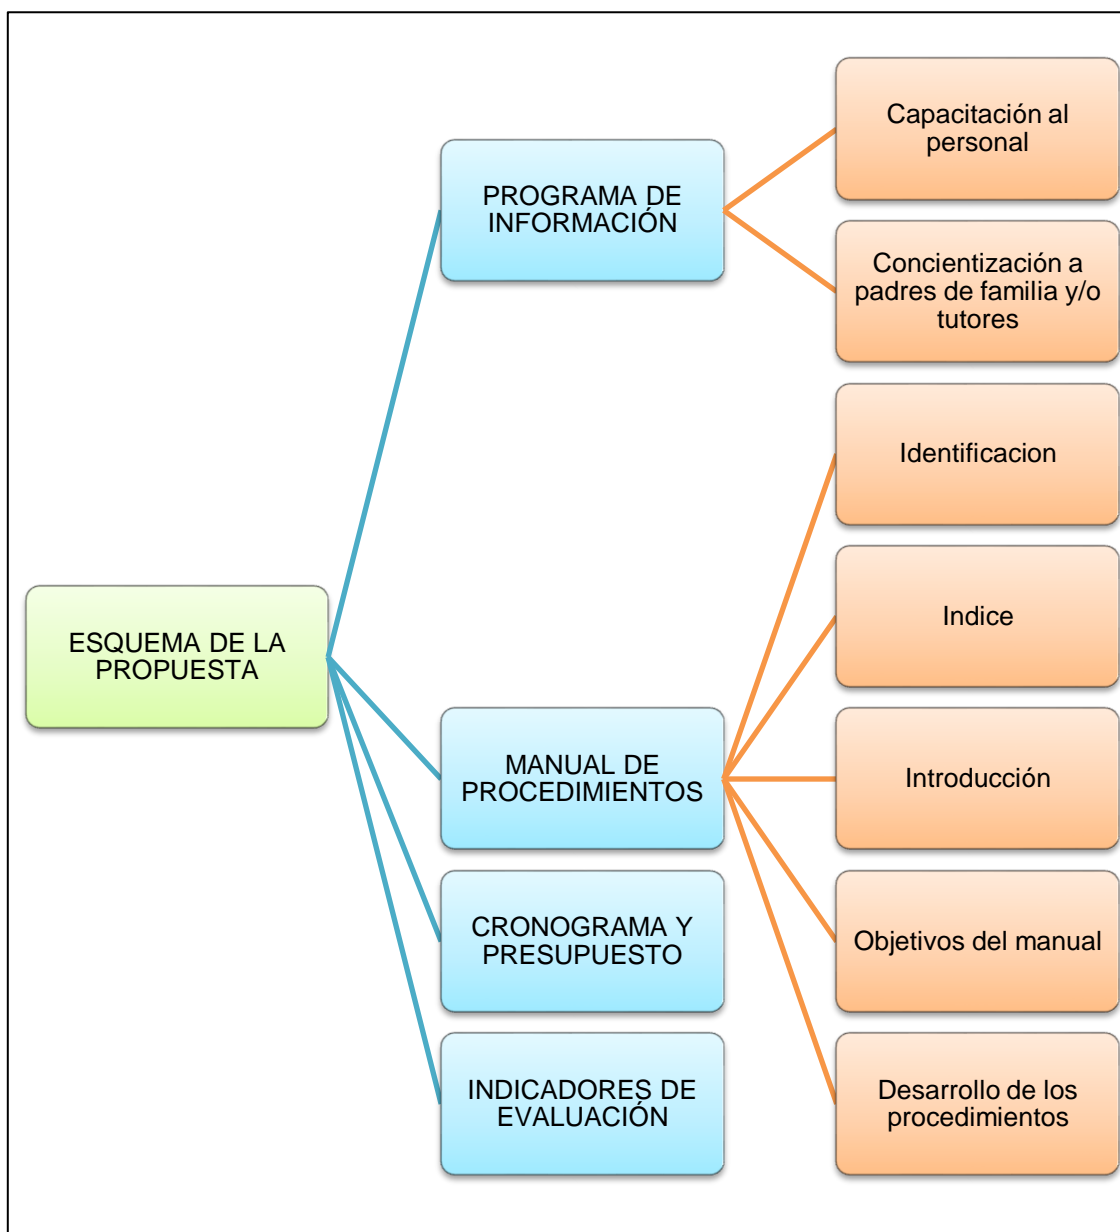 ESQUEMA DE LA
PROPUESTA
PROGRAMA DE
INFORMACIÓN
Capacitación al
personal
Concientización a
padres de familia y/o
tutores
MANUAL DE
PROCEDIMIENTOS
Identificacion
Indice
Introducción
Objetivos del manual
Desarrollo de los
procedimientos
CRONOGRAMA Y
PRESUPUESTO
INDICADORES DE
EVALUACIÓN